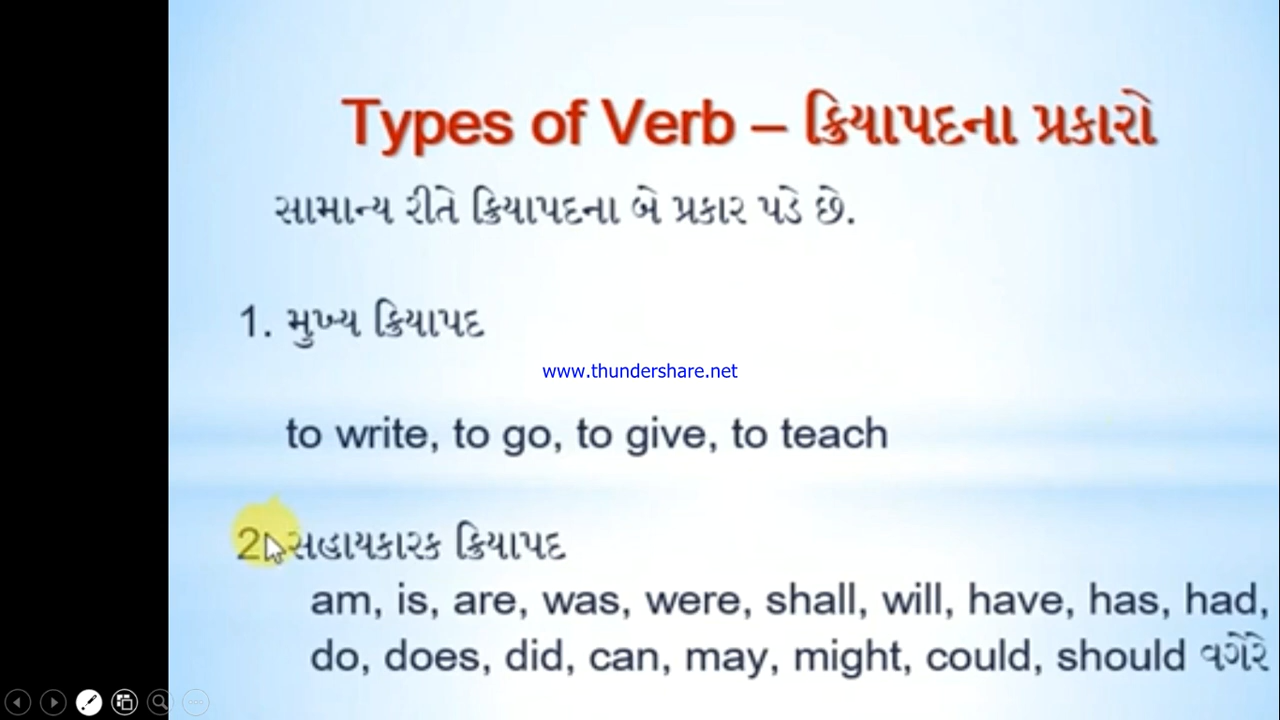 Types of Verb – ક્રિયાપદના પ્રકારો
સામાન્ય રીતે ક્રિયાપદના બે પ્રકાર પડે છે.
1. મુખ્ય ક્રિયાપદ
www.thundershare.net
to write, to go, to give, to teach
2. સહાયકારક ક્રિયાપદ
am, is, are, was, were, shall, will, have, has, had,
do, does, did, can, may, might, could, should વગેરે